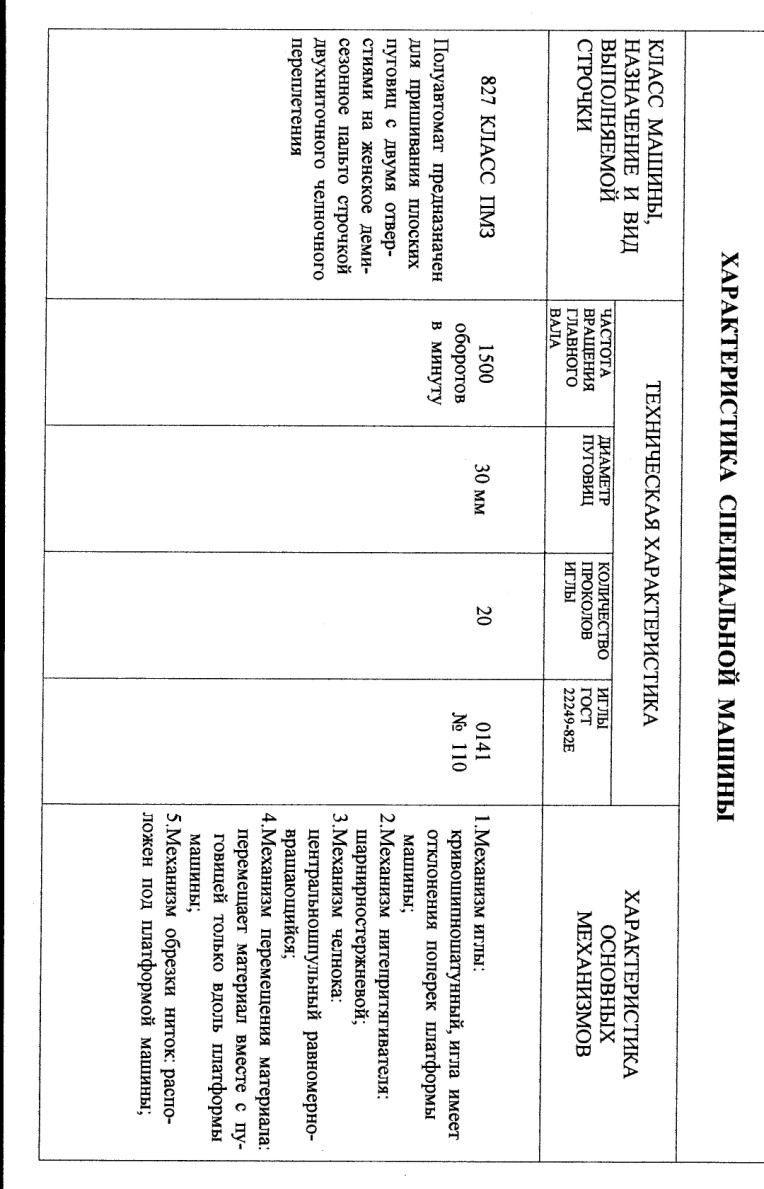 ХАРАКТЕРИСТИКА СПЕЦИАЛЬНОЙ МАШИНЫ
КЛАСС МАШИНЫ,
НАЗНАЧЕНИЕ И ВИД
ВЫПОЛНЯЕМОЙ
СТРОЧКИ
ТЕХНИЧЕСКАЯ ХАРАКТЕРИСТИКА
ЧАСТОТА
ВРАЩЕНИЯ
ГЛАВНОГО
ВАЛА
ДИАМЕТР
ПУГОВИЦ
КОЛИЧЕСТВО
ПРОКОЛОВ
ИГЛЫ
ИГЛЫ
ГОСТ
22249-82Е
ХАРАКТЕРИСТИКА
ОСНОВНЫХ
МЕХАНИЗМОВ
827 КЛАСС ПМЗ
Полуавтомат предназначен
для пришивания плоских
пуговиц с двумя отвер-
стиями на женское деми-
сезонное пальто строчкой
двухниточного челночного
переплетения
1500
оборотов
в минуту
30 мм
20
0141
№ 110
1.Механизм иглы:
кривошипношатунный, игла имеет
отклонения поперек платформы
машины;
2.Механизм нитепритягивателя:
шарнирностержневой;
3.Механизм челнока:
центральношпульный равномерно-
вращающийся;
4.Механизм перемещения материала:
перемещает материал вместе с пу-
говицей только вдоль платформы
машины;
5.Механизм обрезки ниток: распо-
ложен под платформой машины;